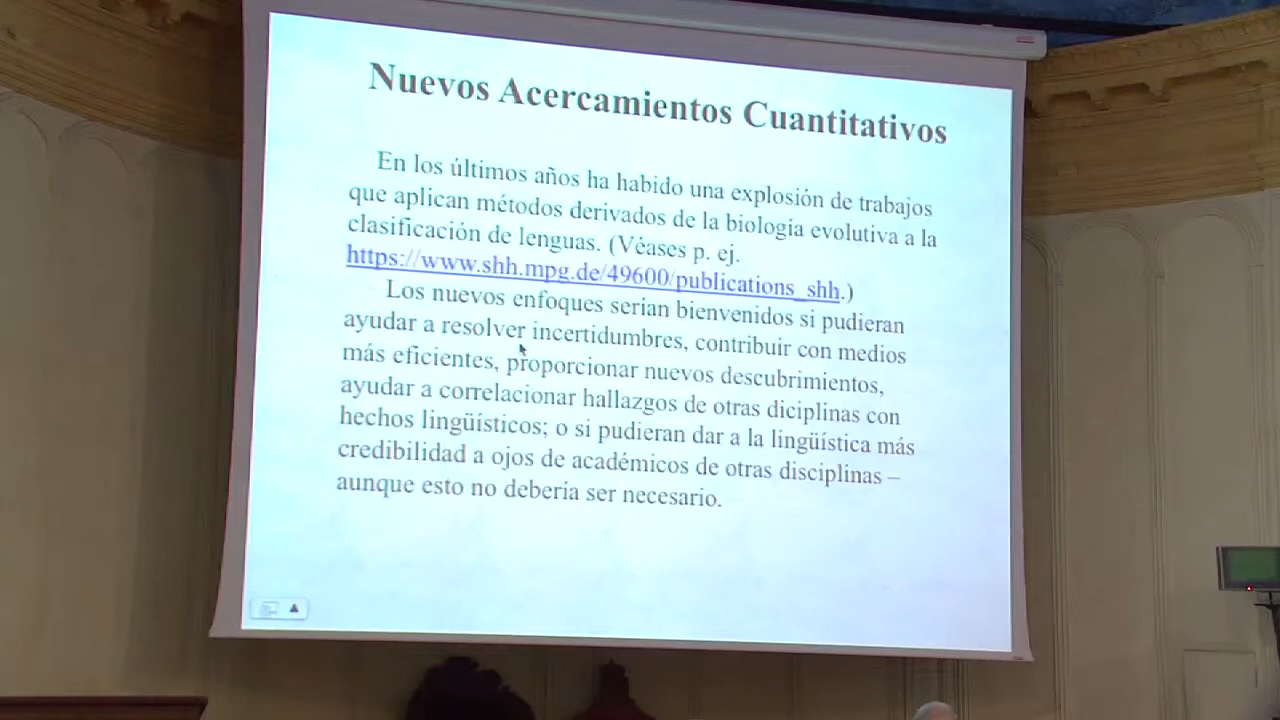 Nuevos Acercamientos Cuantitativos
En los últimos años ha habido una explosión de trabajos
que aplican métodos derivados de la biología evolutiva a la
clasificación de lenguas. (Véases p. ej.
https://www.shh.mpg.de/49600/publications_shh.)
Los nuevos enfoques serían bienvenidos si pudieran
ayudar a resolver incertidumbres, contribuir con medios
más eficientes, proporcionar nuevos descubrimientos,
ayudar a correlacionar hallazgos de otras diciplinas con
hechos lingüísticos; o si pudieran dar a la lingüística más
credibilidad a ojos de académicos de otras disciplinas –
aunque esto no debería ser necesario.